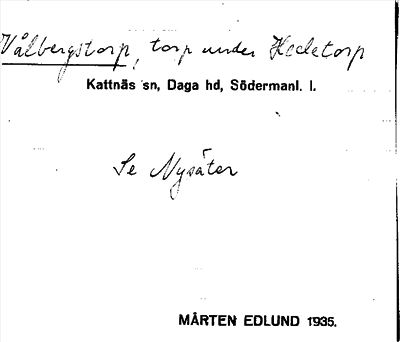 Vålbergstorp, torp under Hedetorp
Kattnäs sn, Daga hd, Södermanl. l.
Se Nysäter
MÅRTEN EDLUND 1935.